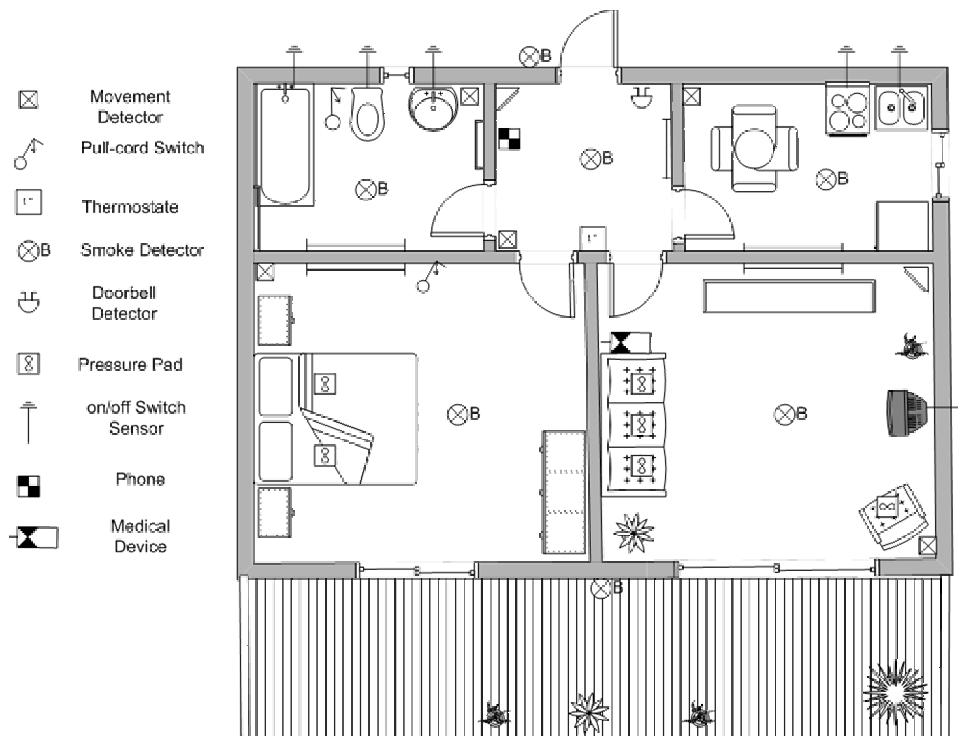 Movement
Detector
Pull-cord Switch
t°
Thermostate
B
Smoke Detector
Doorbell
Detector
Pressure Pad
on/off Switch
Sensor
Phone
Medical
Device
B
B
B
B
t°
B
B
B